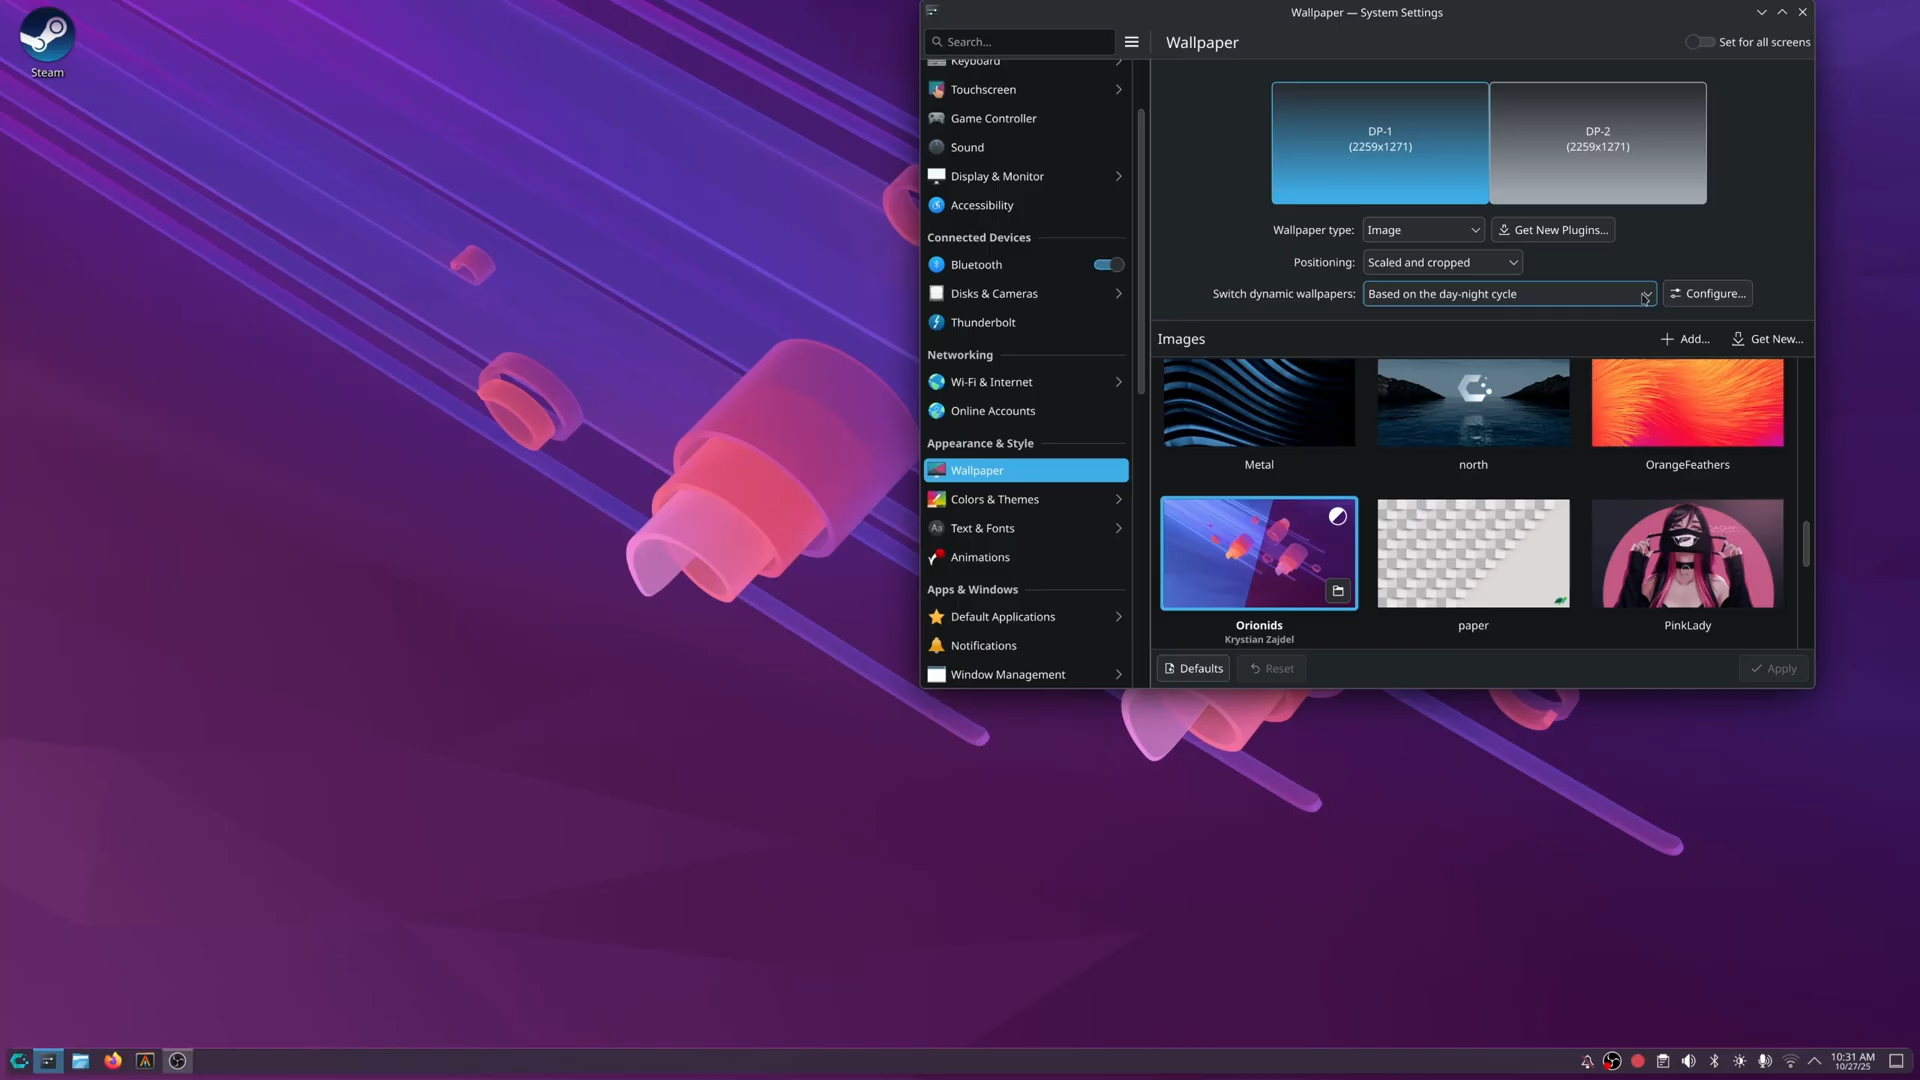 Steam
Wallpaper — System Settings
Search...
Wallpaper
Set for all screens
Keyboard
Touchscreen
Game Controller
Sound
Display & Monitor
Accessibility
Connected Devices
Bluetooth
Disks & Cameras
Thunderbolt
Networking
Wi-Fi & Internet
Online Accounts
Appearance & Style
Wallpaper
Colors & Themes
Text & Fonts
Animations
Apps & Windows
Default Applications
Notifications
Window Management
DP-1
(2259x1271)
DP-2
(2259x1271)
Wallpaper type:
Image
Get New Plugins...
Positioning:
Scaled and cropped
Switch dynamic wallpapers:
Based on the day-night cycle
Configure...
Images
Add...
Get New...
Metal
north
OrangeFeathers
Orionids
Krystian Zajdel
paper
PinkLady
Defaults
Reset
Apply
10:31 AM
10/27/25